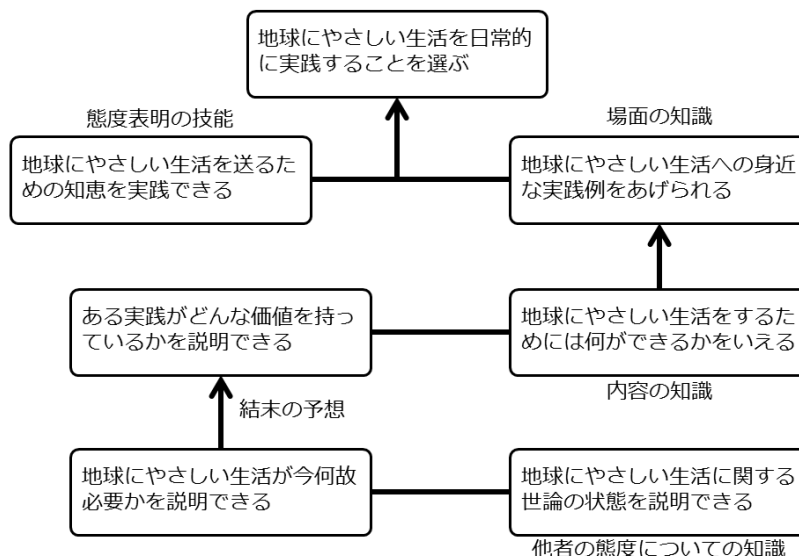 地球にやさしい生活を日常的
に実践することを選ぶ
態度表明の技能
場面の知識
地球にやさしい生活を送るた
めの知恵を実践できる
地球にやさしい生活への身近
な実践例をあげられる
ある実践がどんな価値を持っ
ているかを説明できる
地球にやさしい生活をするた
めには何ができるかをいえる
結末の予想
内容の知識
地球にやさしい生活が今何故
必要かを説明できる
地球にやさしい生活に関する
世論の状態を説明できる
他者の態度についての知識